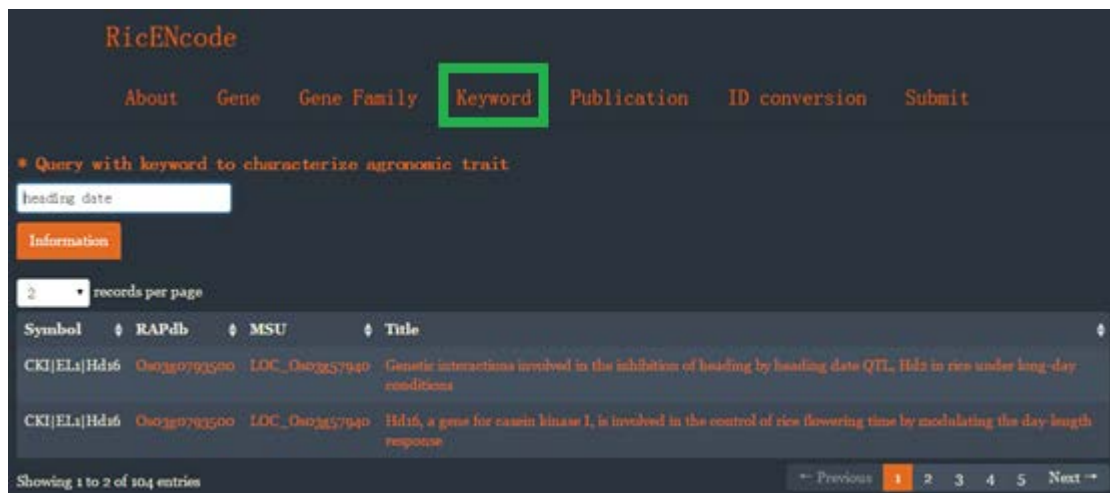 RicENcode
About Gene Gene Family Keyword Publication ID conversion Submit
* Query with keyword to characterize agronomic trait
heading date
Information
2 records per page
Symbol RAPdb MSU Title
CKI|EL1|Hd16 Os03g0793500 LOC_Os03g57940 Genetic interactions involved in the inhibition of heading by heading date QTL, Hd2 in rice under long-day
conditions
CKI|EL1|Hd16 Os03g0793500 LOC_Os03g57940 Hd16, a gene for casein kinase I, is involved in the control of rice flowering time by modulating the day-length
response
Showing 1 to 2 of 104 entries
← Previous 1 2 3 4 5 Next →